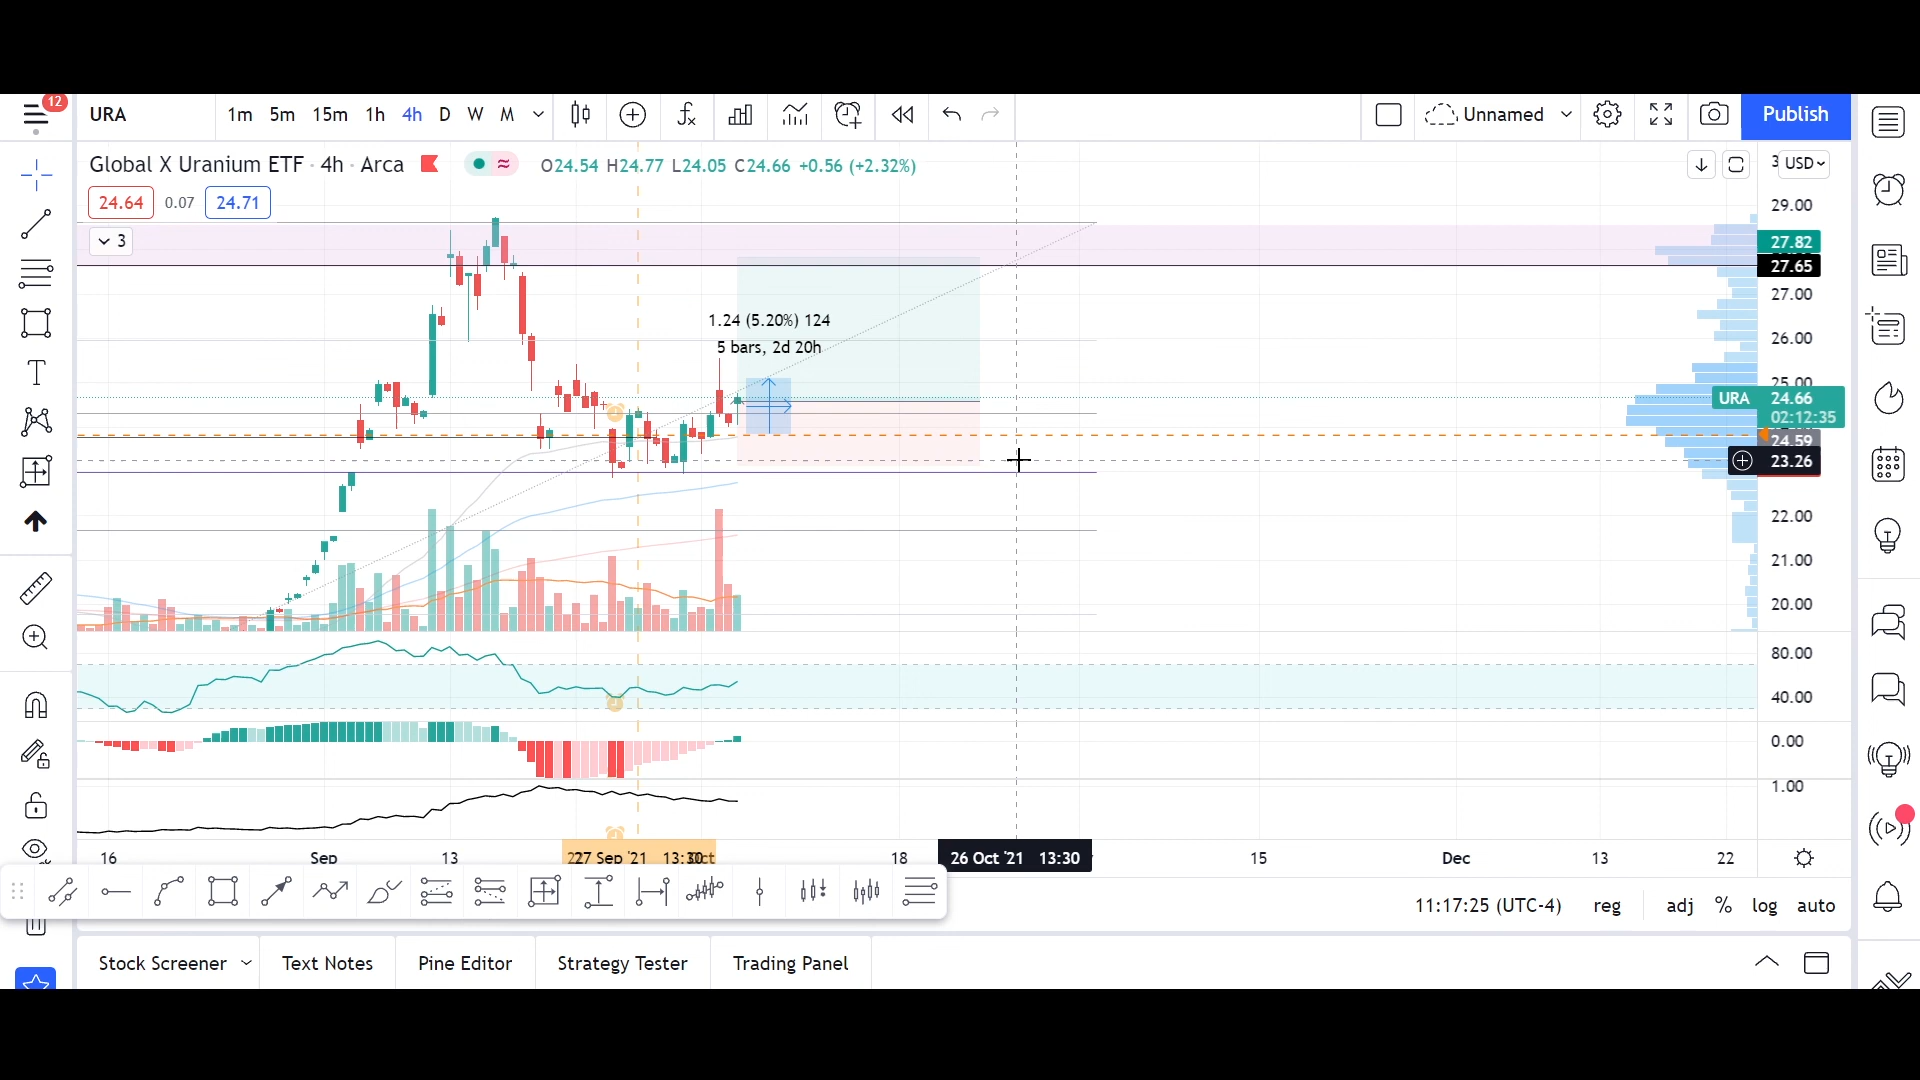 12
URA
1m 5m 15m 1h 4h D W M
Unnamed
Publish
Global X Uranium ETF · 4h · Arca
O24.54 H24.77 L24.05 C24.66 +0.56 (+2.32%)
USD
24.64 0.07 24.71
3
29.00
27.82
27.65
27.00
1.24 (5.20%) 124
5 bars, 2d 20h
26.00
25.00
URA 24.66
02:12:35
24.59
23.26
22.00
21.00
20.00
80.00
40.00
0.00
1.00
16 Sep 13 27 Sep '21 13:30 Oct 18 26 Oct '21 13:30 15 Dec 13 22
11:17:25 (UTC-4) reg adj % log auto
Stock Screener Text Notes Pine Editor Strategy Tester Trading Panel